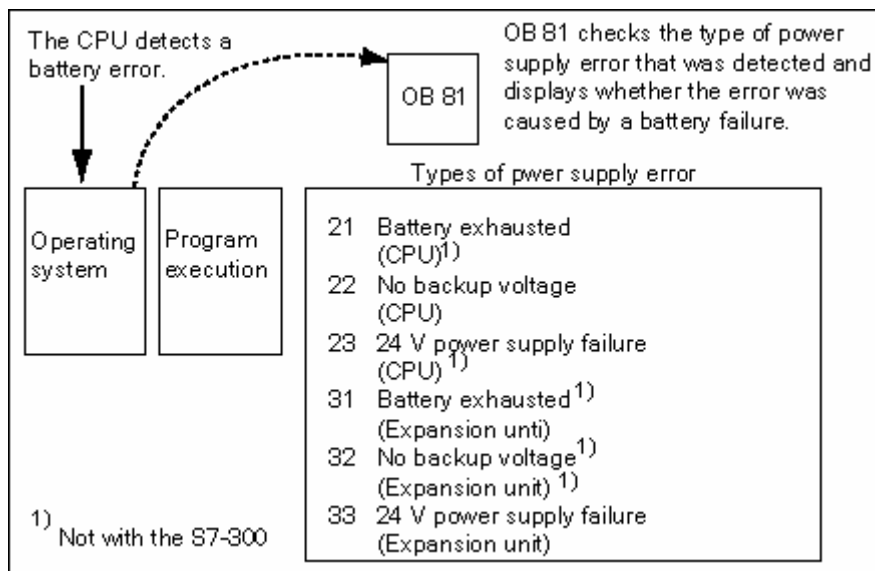 The CPU detects a
battery error.
OB 81
OB 81 checks the type of power
supply error that was detected and
displays whether the error was
caused by a battery failure.
Operating
system
Program
execution
Types of pwer supply error
21 Battery exhausted
(CPU)1)
22 No backup voltage
(CPU)
23 24 V power supply failure
(CPU) 1)
31 Battery exhausted1)
(Expansion unti)
32 No backup voltage1)
(Expansion unit) 1)
33 24 V power supply failure
(Expansion unit)
1) Not with the S7-300